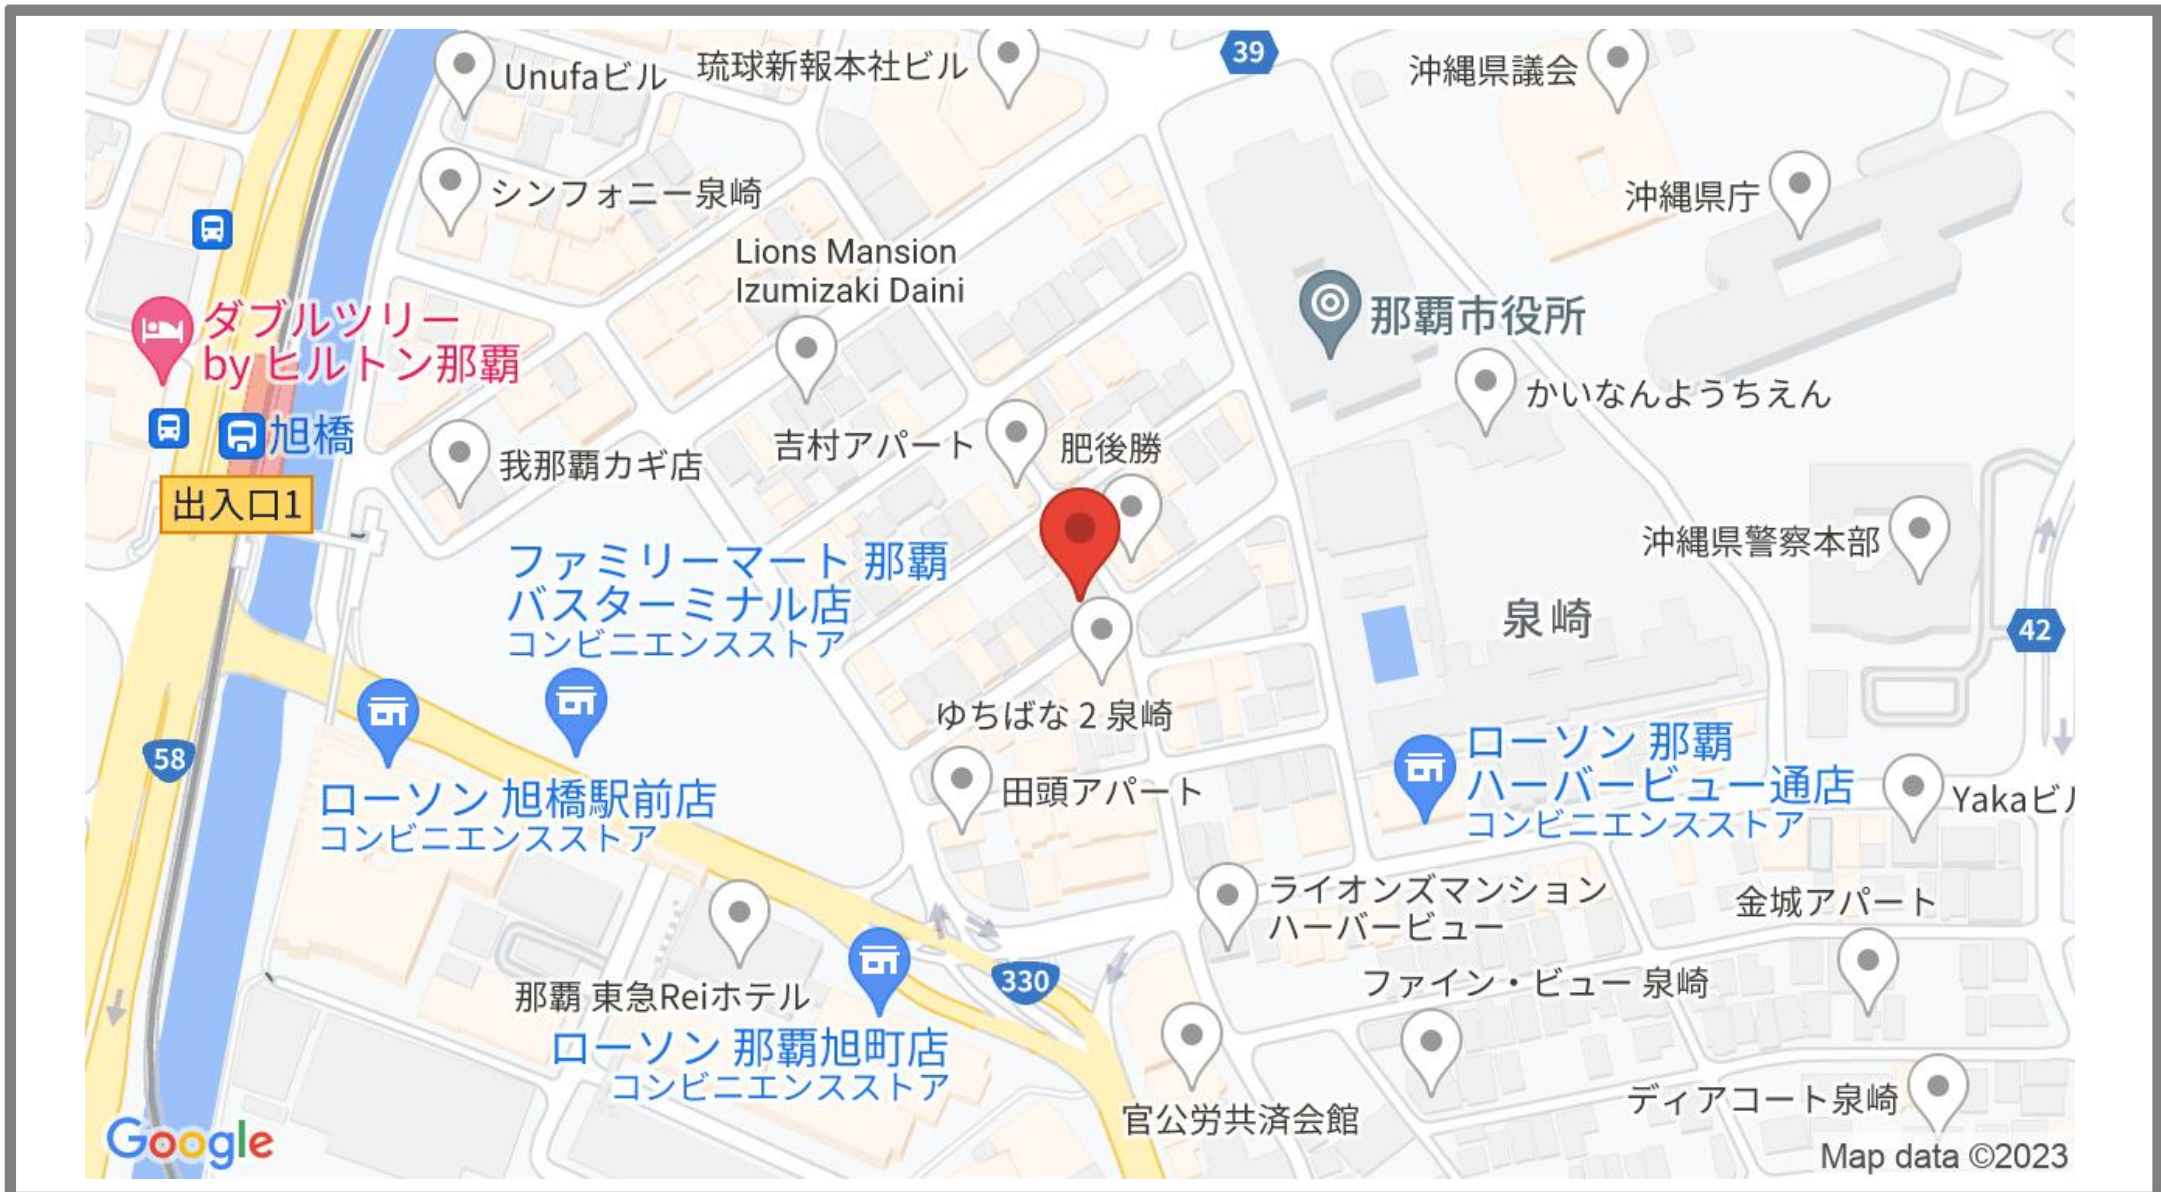 Unufaビル
琉球新報本社ビル
39
沖縄県議会
シンフォニー泉崎
沖縄県庁
Lions Mansion
Izumizaki Daini
ダブルツリー
by ヒルトン那覇
那覇市役所
かいなんようちえん
旭橋
吉村アパート
肥後勝
我那覇カギ店
出入口1
ファミリーマート 那覇
バスターミナル店
コンビニエンスストア
沖縄県警察本部
泉崎
42
ゆちばな 2 泉崎
58
ローソン 旭橋駅前店
コンビニエンスストア
田頭アパート
ローソン 那覇
ハーバービュー通店
コンビニエンスストア
Yakaビル
ライオンズマンション
ハーバービュー
金城アパート
那覇 東急Reiホテル
330
ファイン・ビュー 泉崎
ローソン 那覇旭町店
コンビニエンスストア
官公労共済会館
ディアコート泉崎
Google
Map data ©2023